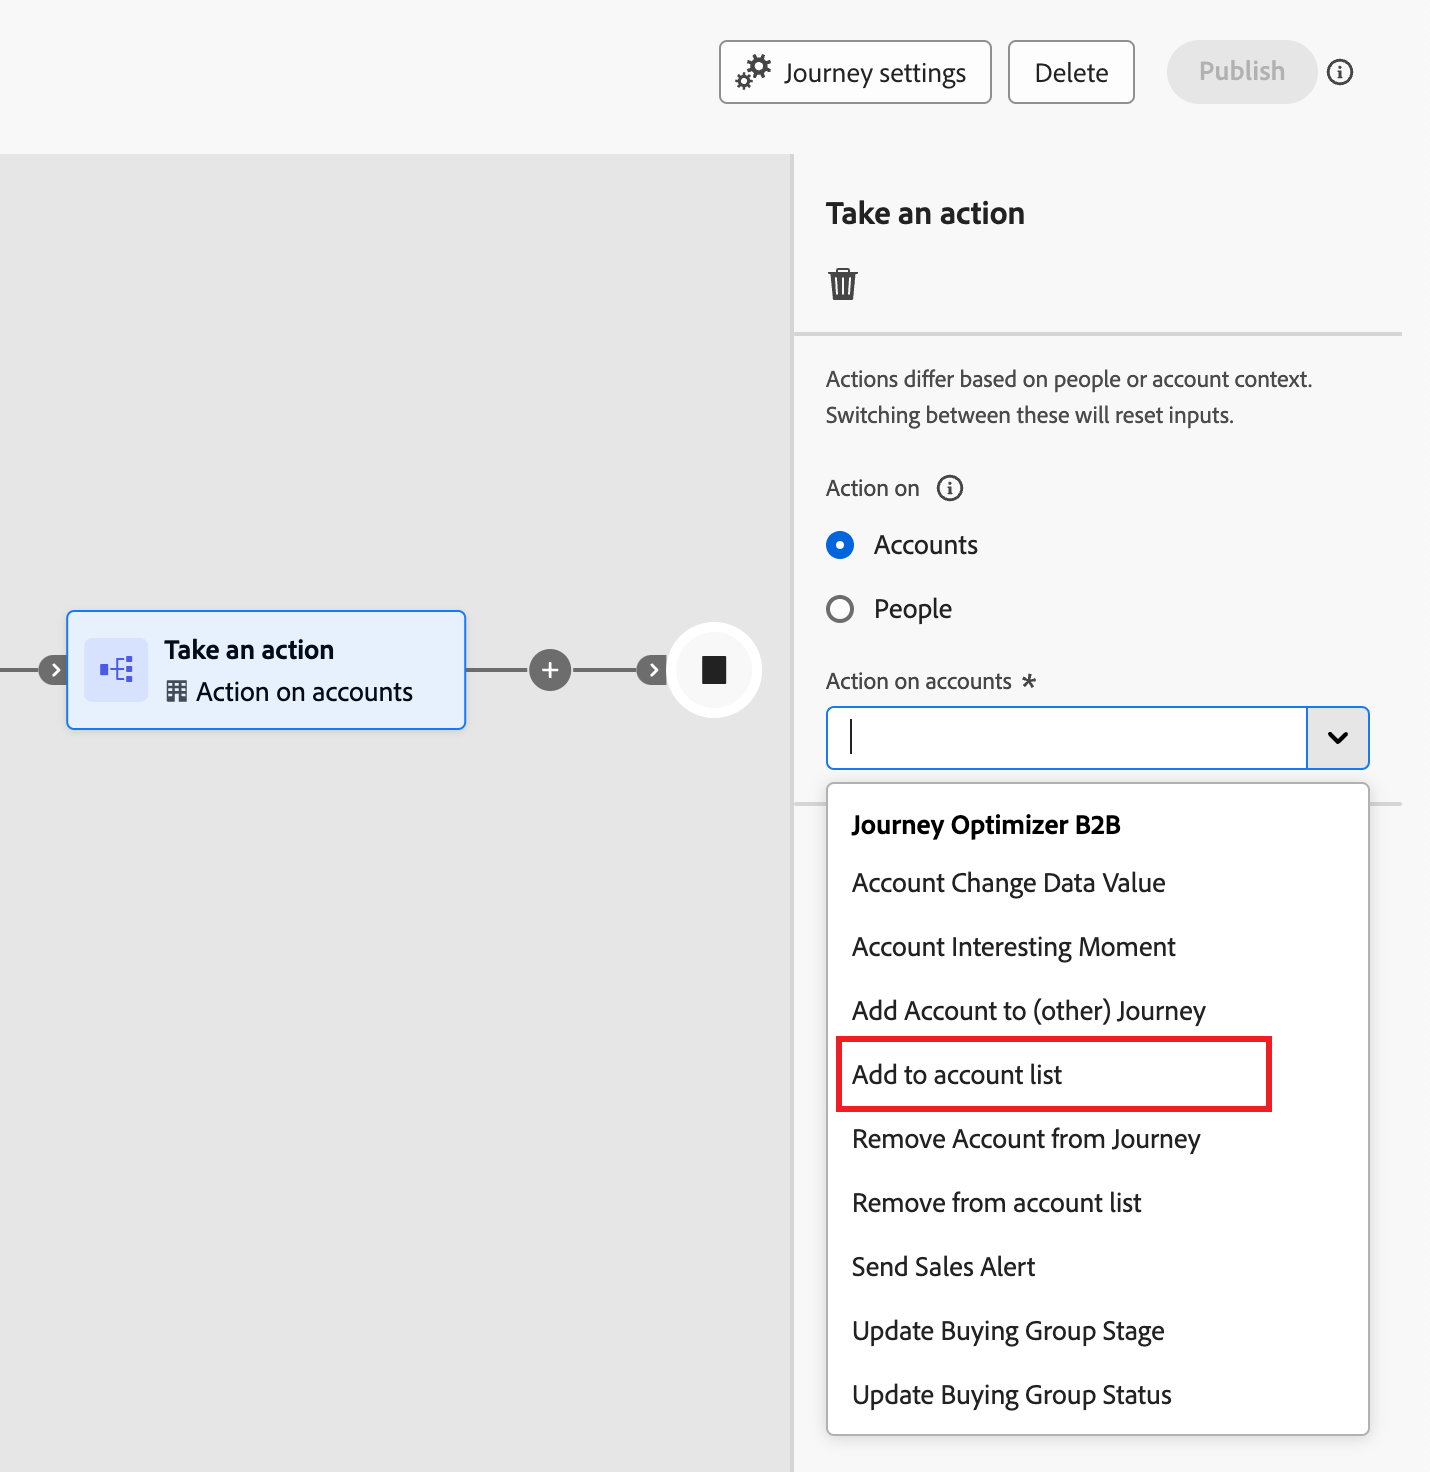 Journey settings
Delete
Publish
Take an action
Actions differ based on people or account context.
Switching between these will reset inputs.
Action on
Accounts
People
Take an action
Action on accounts
Action on accounts *
Journey Optimizer B2B
Account Change Data Value
Account Interesting Moment
Add Account to (other) Journey
Add to account list
Remove Account from Journey
Remove from account list
Send Sales Alert
Update Buying Group Stage
Update Buying Group Status